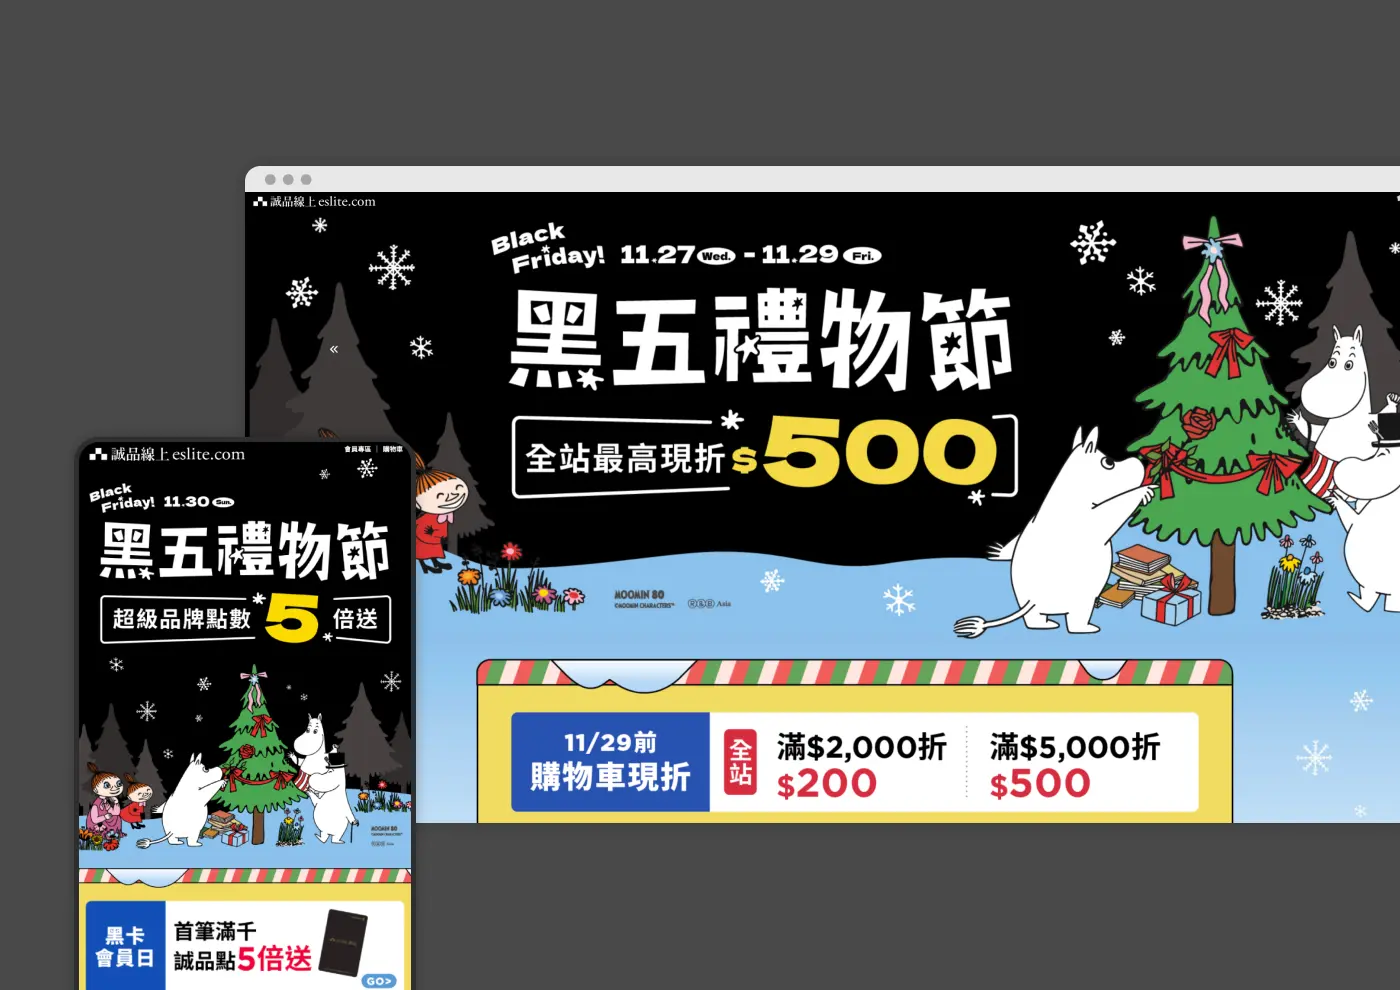 誠品線上 eslite.com
Black Friday! 11.27 Wed. - 11.29 Fri.
黑五禮物節
全站最高現折$500
MOOMIN 80
©MOOMIN CHARACTERS™
R&B Asia
11/29前
購物車現折
全站
滿$2,000折
$200
滿$5,000折
$500
誠品線上 eslite.com
會員專區 | 購物車
Black Friday! 11.30 Sun.
黑五禮物節
超級品牌點數5倍送
MOOMIN 80
黑卡
會員日
首筆滿千
誠品點5倍送
GO>